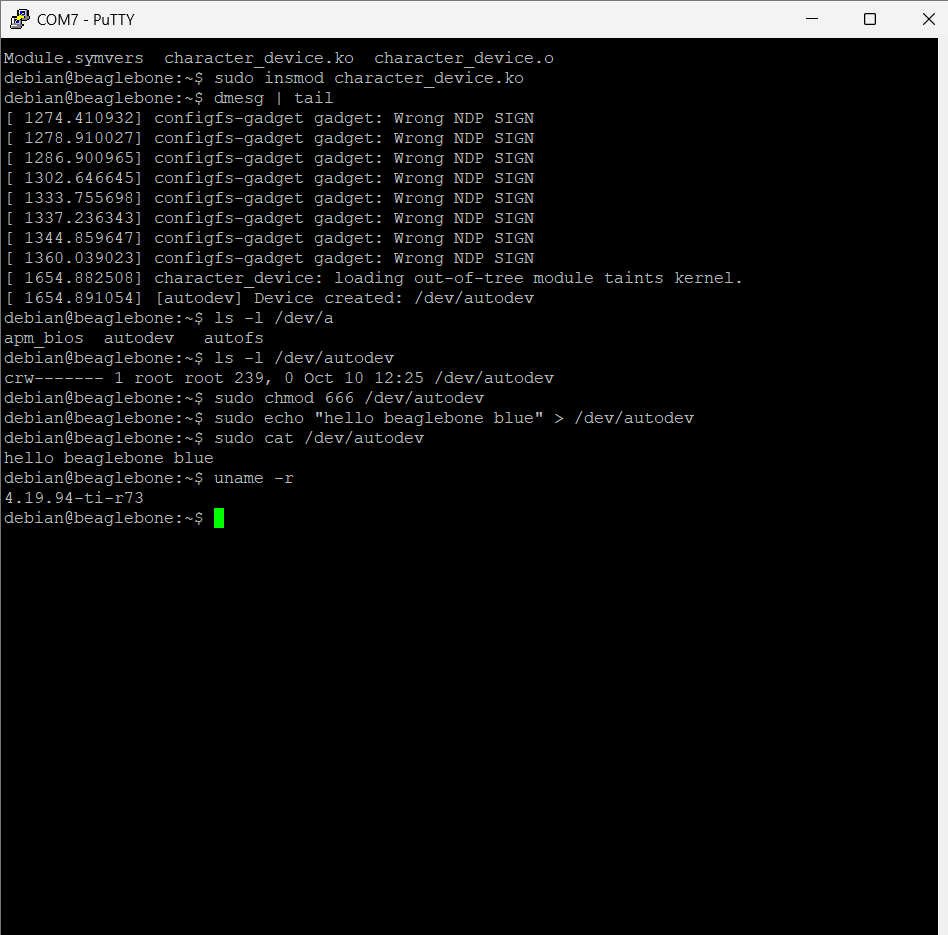 COM7 - PuTTY
Module.symvers  character_device.ko  character_device.o
debian@beaglebone:~$ sudo insmod character_device.ko
debian@beaglebone:~$ dmesg | tail
[ 1274.410932] configfs-gadget gadget: Wrong NDP SIGN
[ 1278.910027] configfs-gadget gadget: Wrong NDP SIGN
[ 1286.900965] configfs-gadget gadget: Wrong NDP SIGN
[ 1302.646645] configfs-gadget gadget: Wrong NDP SIGN
[ 1333.755698] configfs-gadget gadget: Wrong NDP SIGN
[ 1337.236343] configfs-gadget gadget: Wrong NDP SIGN
[ 1344.859647] configfs-gadget gadget: Wrong NDP SIGN
[ 1360.039023] configfs-gadget gadget: Wrong NDP SIGN
[ 1654.882508] character_device: loading out-of-tree module taints kernel.
[ 1654.891054] [autodev] Device created: /dev/autodev
debian@beaglebone:~$ ls -l /dev/a
apm_bios  autodev   autofs
debian@beaglebone:~$ ls -l /dev/autodev
crw------- 1 root root 239, 0 Oct 10 12:25 /dev/autodev
debian@beaglebone:~$ sudo chmod 666 /dev/autodev
debian@beaglebone:~$ sudo echo "hello beaglebone blue" > /dev/autodev
debian@beaglebone:~$ sudo cat /dev/autodev
hello beaglebone blue
debian@beaglebone:~$ uname -r
4.19.94-ti-r73
debian@beaglebone:~$